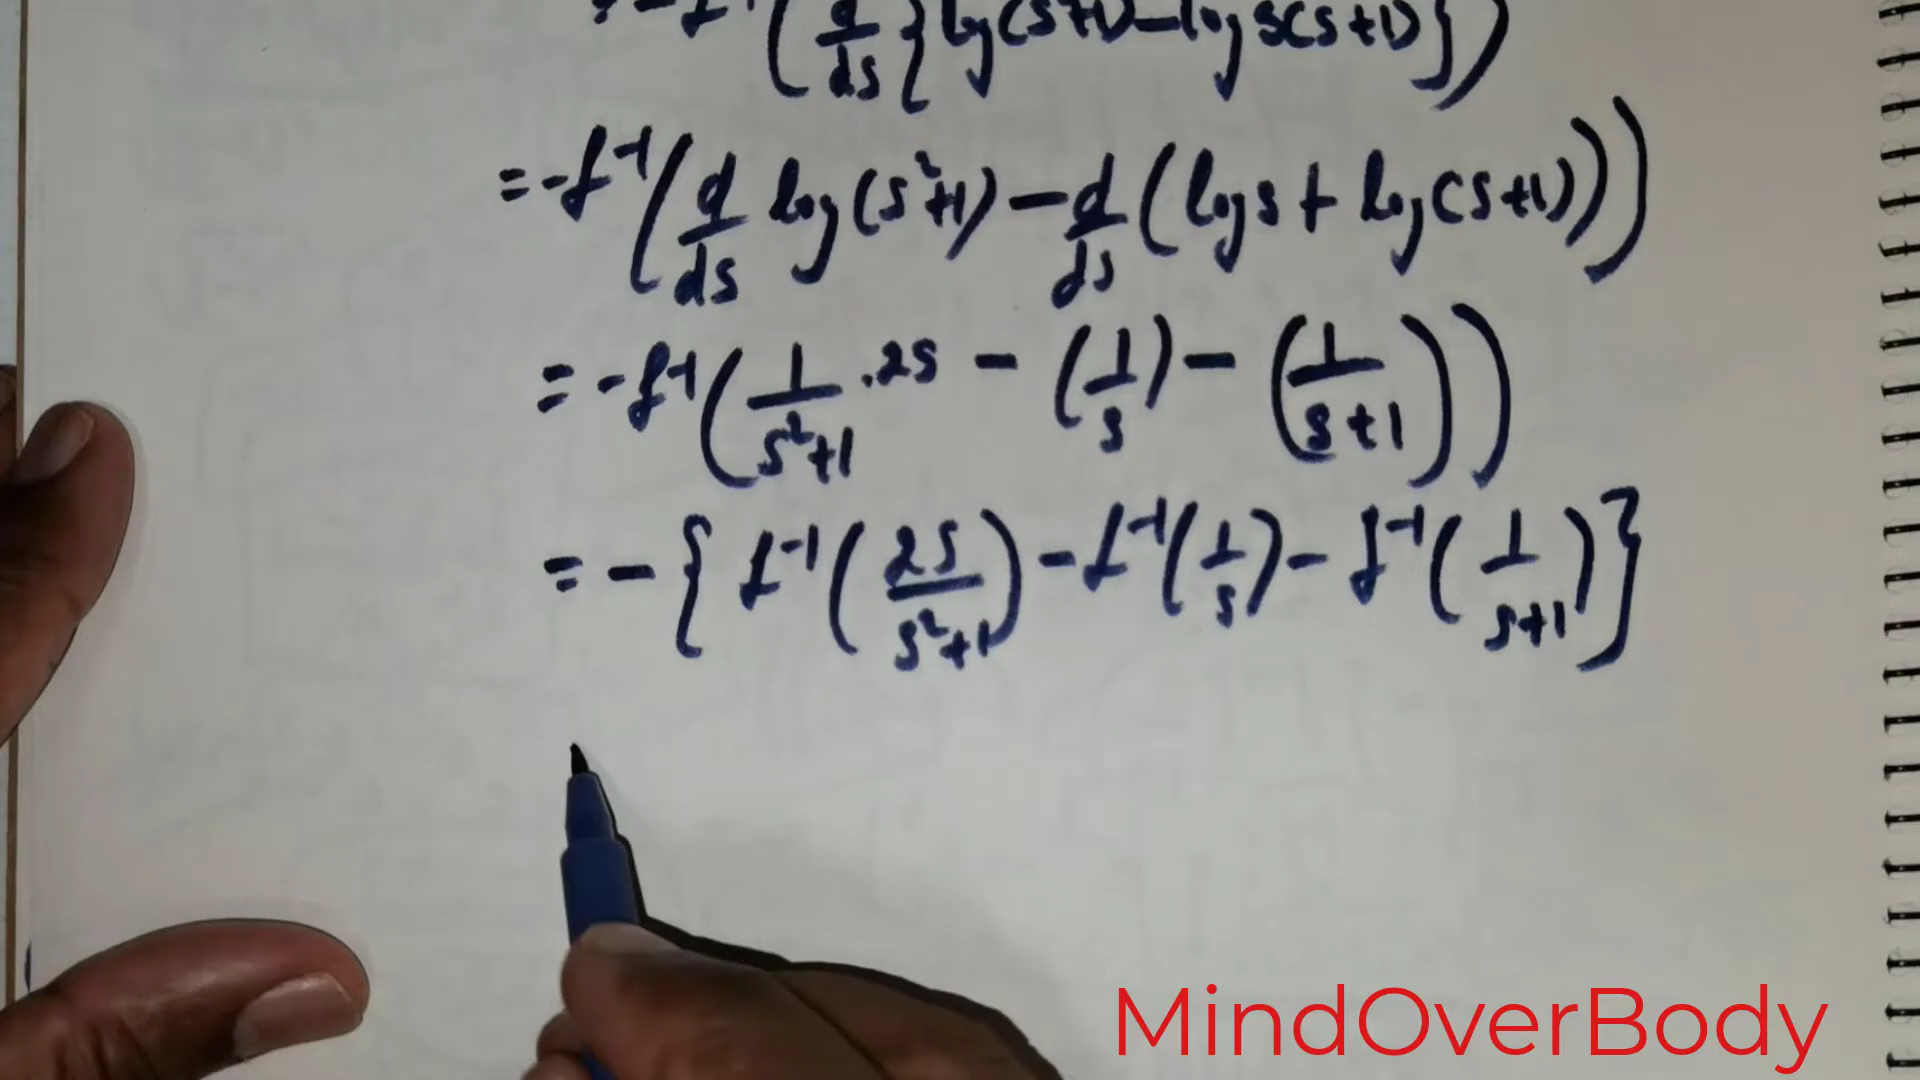 = -f⁻¹(d/ds{log(s²+1)-log s(s+1)})
= -f⁻¹(d/ds log(s²+1) - d/ds (log s + log(s+1)))
= -f⁻¹(1/s²+1 .2s - (1/s) - (1/s+1))
= - { f⁻¹(2s/s²+1) - f⁻¹(1/s) - f⁻¹(1/s+1)}
MindOverBody